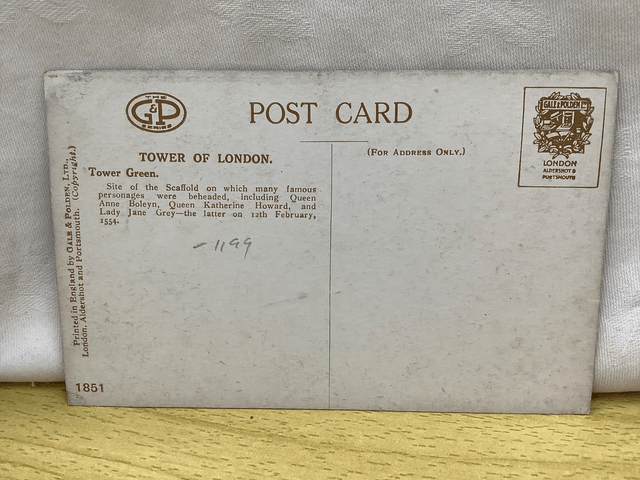 THE
G&P
SERIES
POST CARD
GALE & POLDEN LTD
LONDON
ALDERSHOT &
PORTSMOUTH
(For Address Only.)
TOWER OF LONDON.
Tower Green.
Site of the Scaffold on which many famous
personages were beheaded, including Queen
Anne Boleyn, Queen Katherine Howard, and
Lady Jane Grey—the latter on 12th February,
1554.
-1199
Printed in England by GALE & POLDEN, LTD.,
London, Aldershot and Portsmouth. (Copyright.)
1851